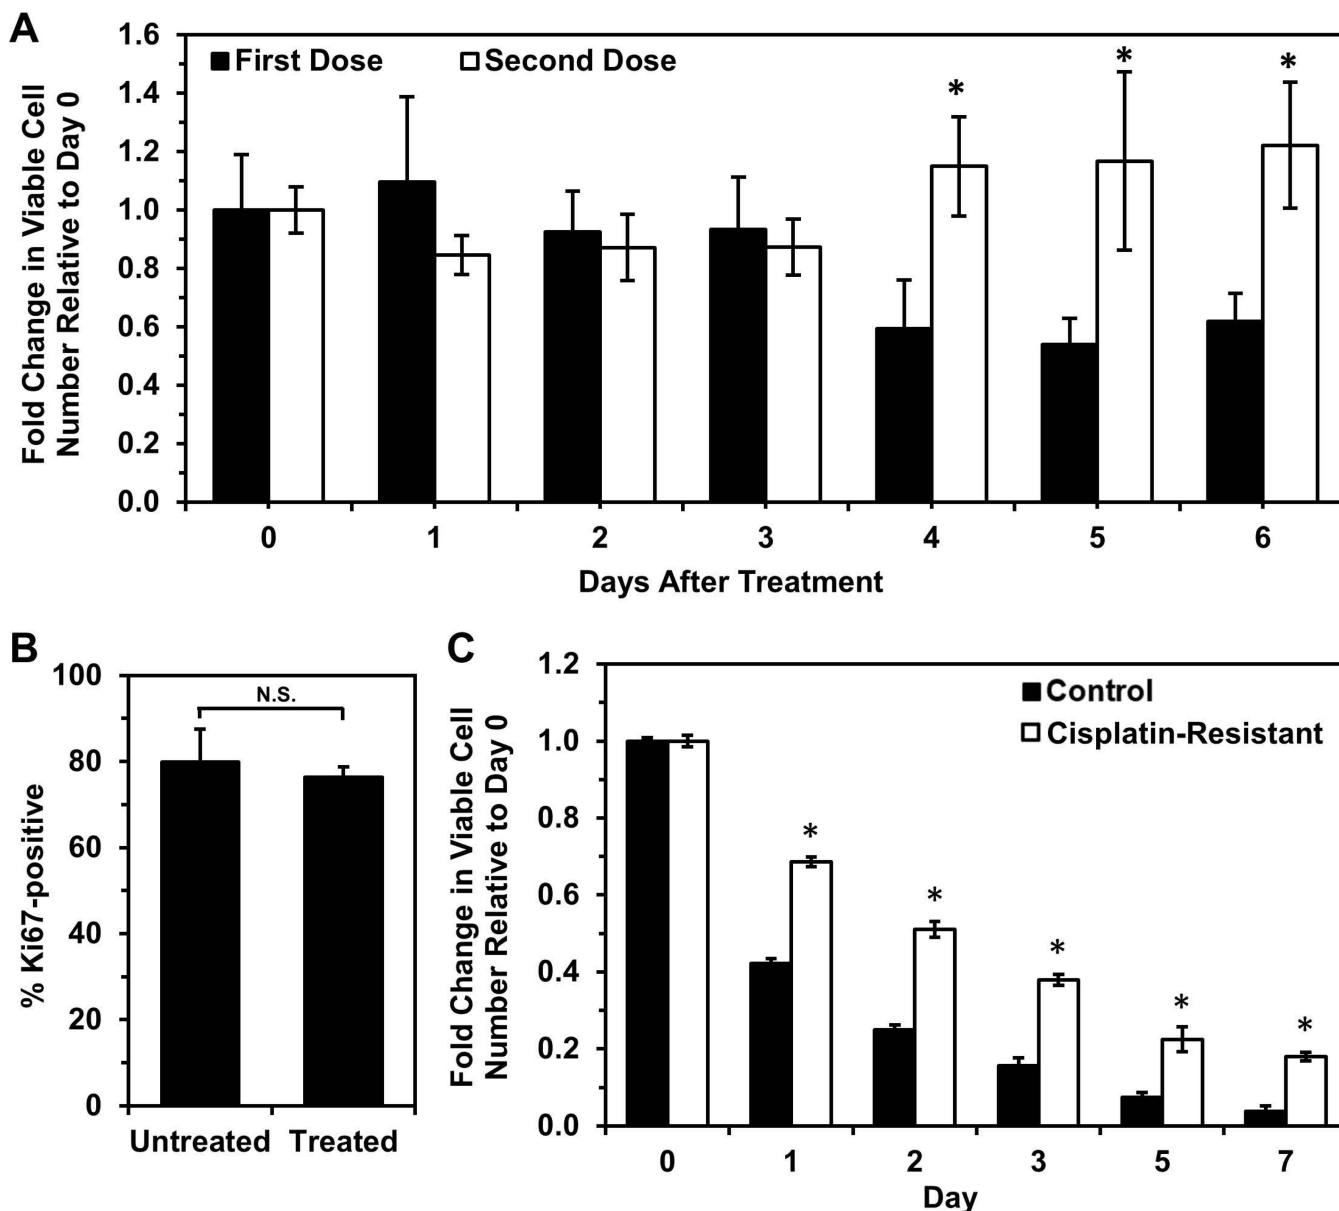 A
Fold Change in Viable Cell
Number Relative to Day 0
1.6
1.4
1.2
1.0
0.8
0.6
0.4
0.2
0.0
First Dose
Second Dose
*
*
*
0 1 2 3 4 5 6
Days After Treatment
B
% Ki67-positive
100
80
60
40
20
0
N.S.
Untreated Treated
C
Fold Change in Viable Cell
Number Relative to Day 0
1.2
1.0
0.8
0.6
0.4
0.2
0.0
Control
Cisplatin-Resistant
*
*
*
*
*
0 1 2 3 5 7
Day